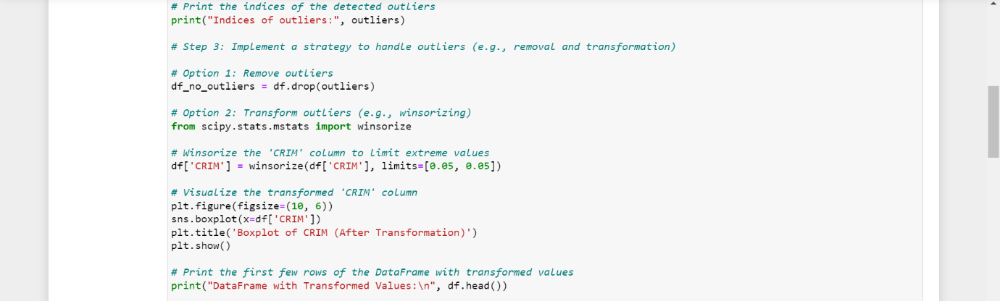 # Print the indices of the detected outliers
print("Indices of outliers:", outliers)
# Step 3: Implement a strategy to handle outliers (e.g., removal and transformation)
# Option 1: Remove outliers
df_no_outliers = df.drop(outliers)
# Option 2: Transform outliers (e.g., winsorizing)
from scipy.stats.mstats import winsorize
# Winsorize the 'CRIM' column to limit extreme values
df['CRIM'] = winsorize(df['CRIM'], limits=[0.05, 0.05])
# Visualize the transformed 'CRIM' column
plt.figure(figsize=(10, 6))
sns.boxplot(x=df['CRIM'])
plt.title('Boxplot of CRIM (After Transformation)')
plt.show()
# Print the first few rows of the DataFrame with transformed values
print("DataFrame with Transformed Values:\n", df.head())